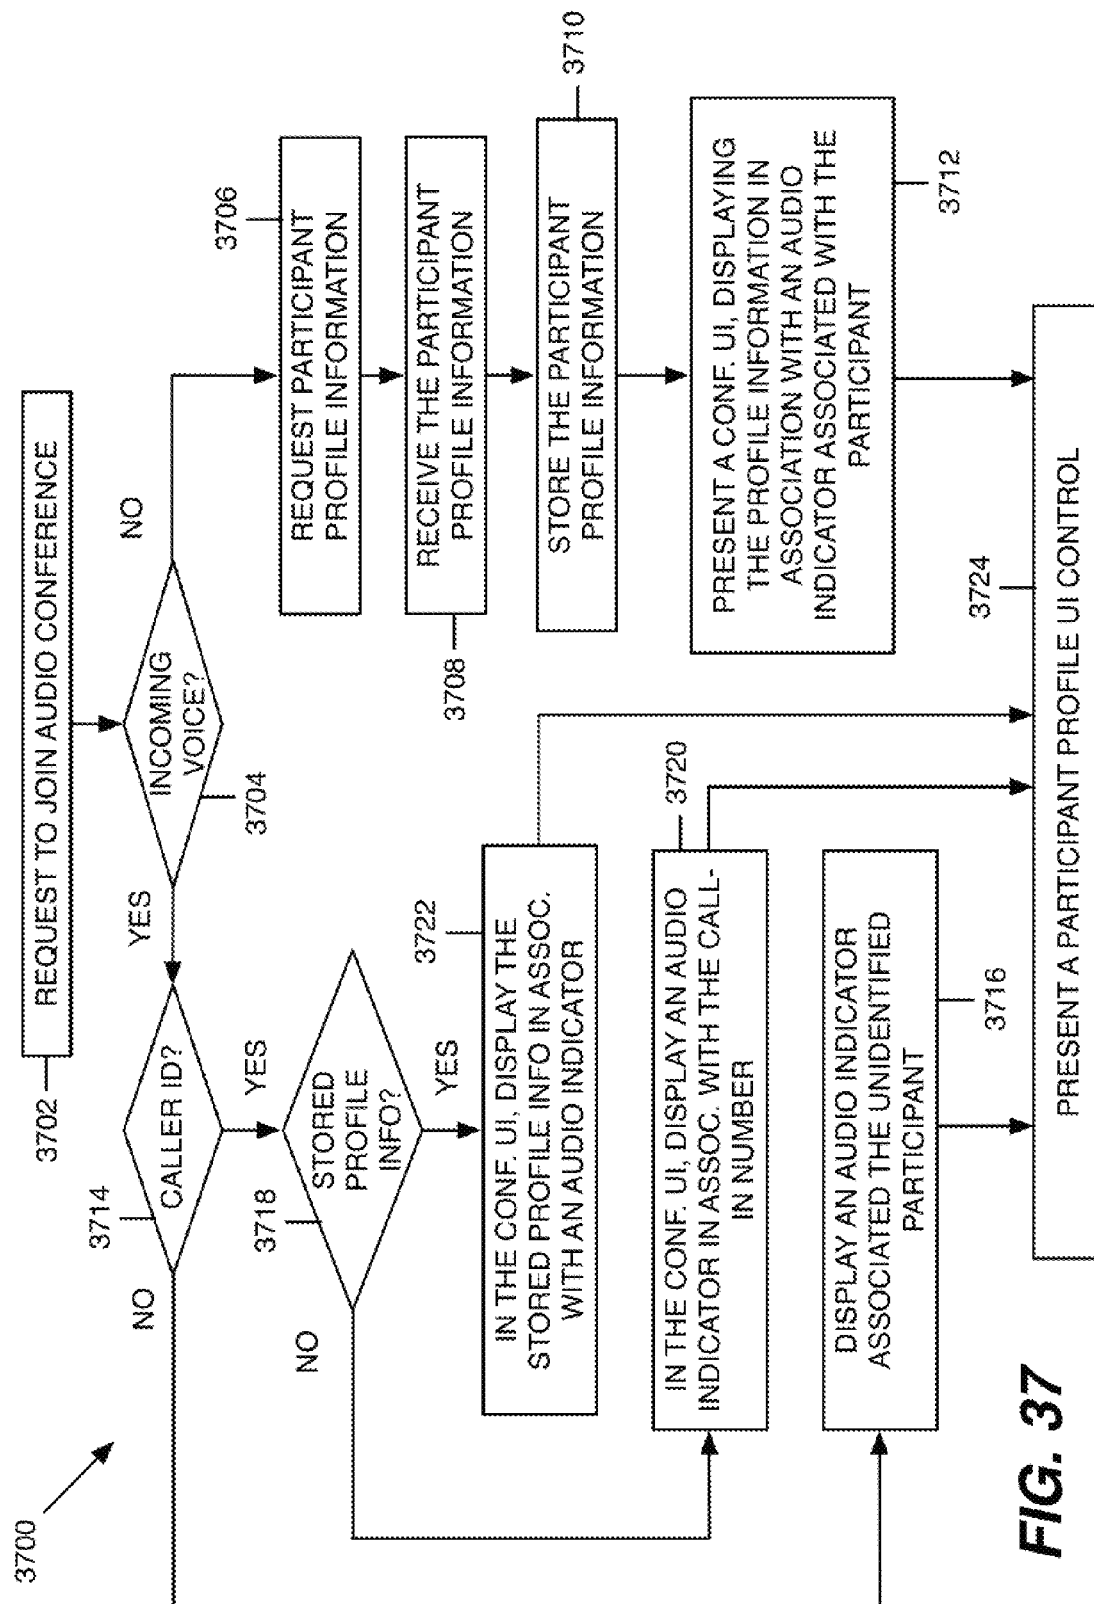 3700
3702
REQUEST TO JOIN AUDIO CONFERENCE
INCOMING
VOICE?
3704
YES
NO
3714
CALLER ID?
NO
YES
3718
STORED
PROFILE
INFO?
NO
YES
3706
REQUEST PARTICIPANT
PROFILE INFORMATION
RECEIVE THE PARTICIPANT
PROFILE INFORMATION
3708
STORE THE PARTICIPANT
PROFILE INFORMATION
3710
PRESENT A CONF. UI, DISPLAYING
THE PROFILE INFORMATION IN
ASSOCIATION WITH AN AUDIO
INDICATOR ASSOCIATED WITH THE
PARTICIPANT
3712
3722
IN THE CONF. UI, DISPLAY THE
STORED PROFILE INFO IN ASSOC.
WITH AN AUDIO INDICATOR
3720
IN THE CONF. UI, DISPLAY AN AUDIO
INDICATOR IN ASSOC. WITH THE CALL-
IN NUMBER
DISPLAY AN AUDIO INDICATOR
ASSOCIATED THE UNIDENTIFIED
PARTICIPANT
3716
3724
PRESENT A PARTICIPANT PROFILE UI CONTROL
FIG. 37